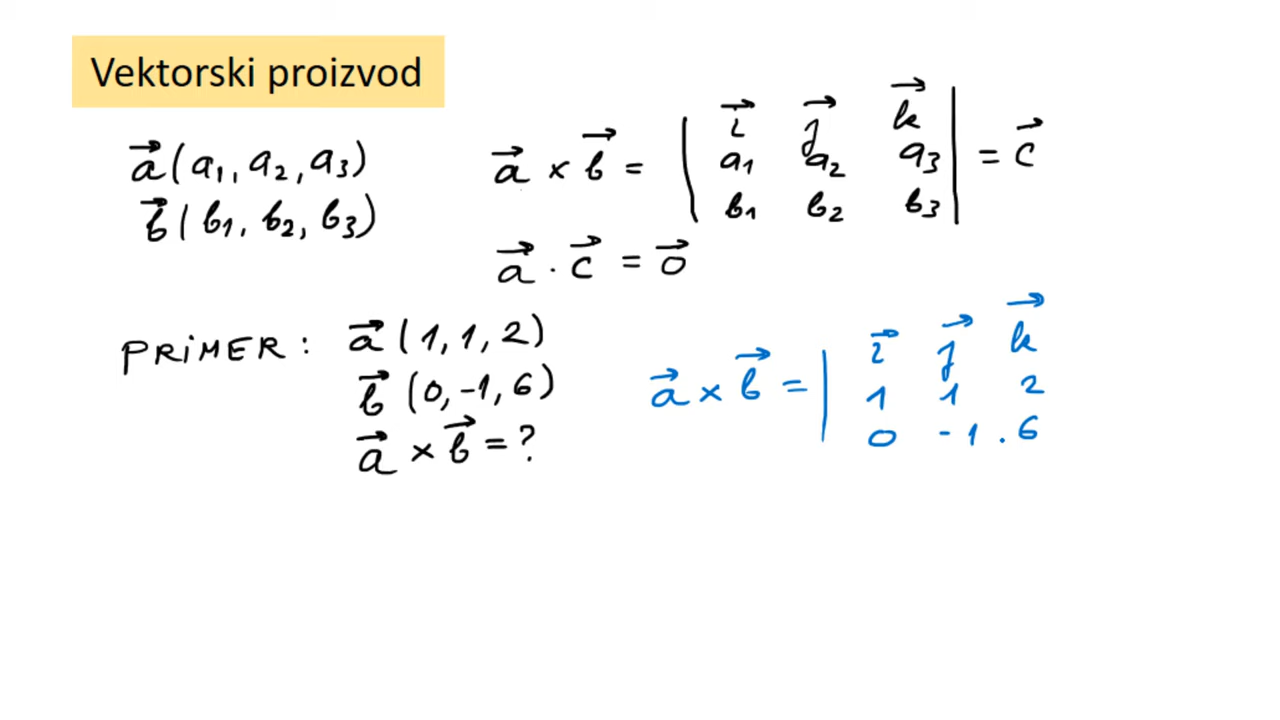 Vektorski proizvod
a⃗(a₁, a₂, a₃)
b⃗(b₁, b₂, b₃)
a⃗ × b⃗ = | i⃗ j⃗ k⃗
a₁ a₂ a₃
b₁ b₂ b₃ | = c⃗
a⃗ · c⃗ = 0⃗
PRiMER: a⃗ (1, 1, 2)
b⃗ (0, -1, 6)
a⃗ × b⃗ = ?
a⃗ × b⃗ = | i⃗ j⃗ k⃗
1 1 2
0 -1 . 6